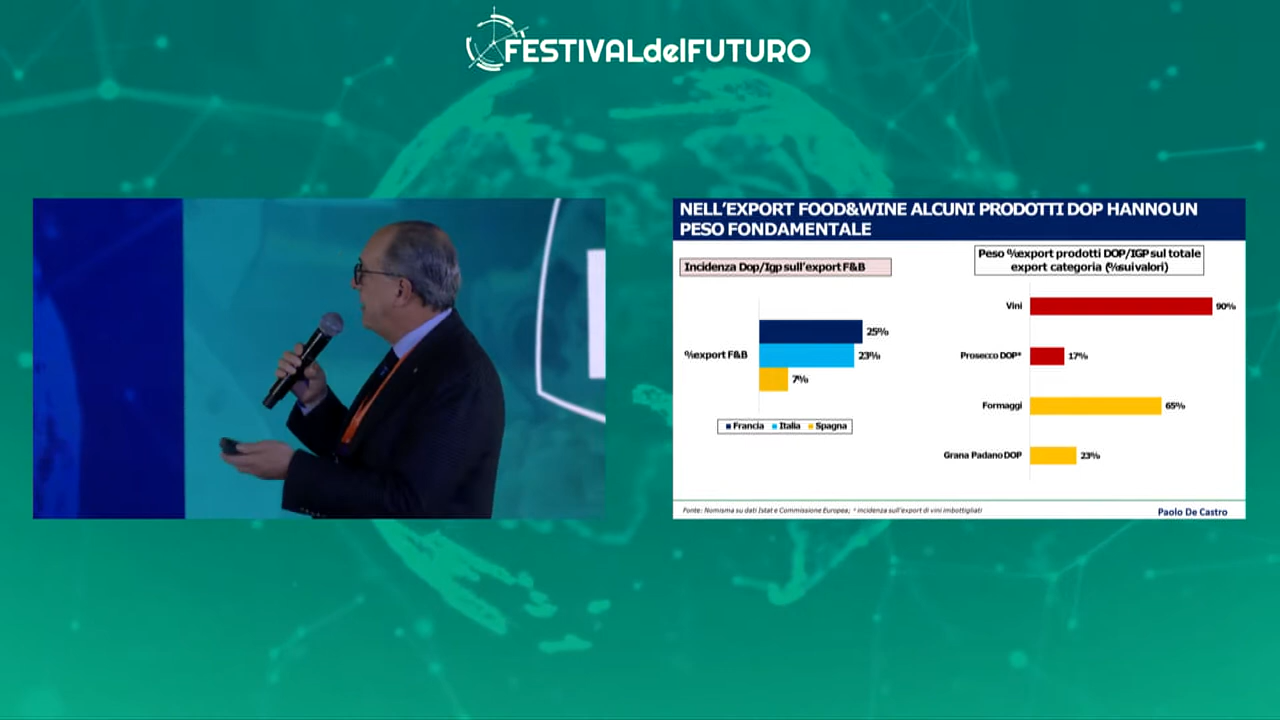 FESTIVALdelFUTURO
NELL'EXPORT FOOD&WINE ALCUNI PRODOTTI DOP HANNO UN
PESO FONDAMENTALE
Incidenza Dop/Igp sull'export F&B
%export F&B
25%
23%
7%
Francia Italia Spagna
Peso %export prodotti DOP/IGP sul totale
export categoria (% sui valori)
Vini 90%
Prosecco DOP* 17%
Formaggi 65%
Grana Padano DOP 23%
Fonte: Nomisma su dati Istat e Commissione Europea; * incidenza sull'export di vini imbottigliati
Paolo De Castro